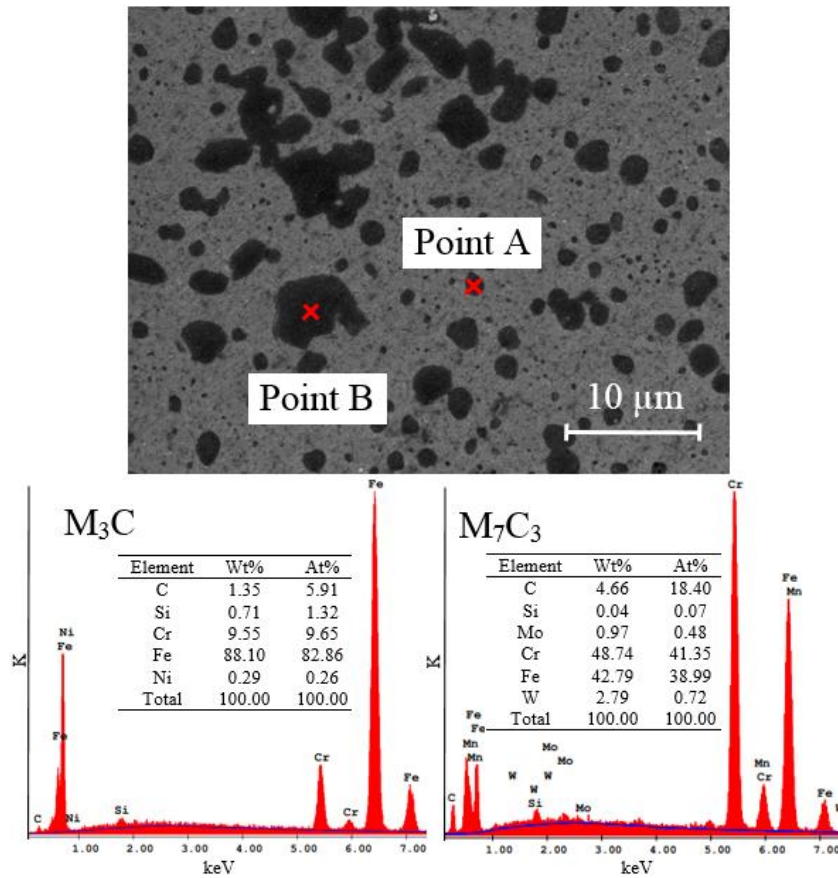 Point A
Point B
10 μm
M₃C
Element Wt% At%
C 1.35 5.91
Si 0.71 1.32
Cr 9.55 9.65
Fe 88.10 82.86
Ni 0.29 0.26
Total 100.00 100.00
Fe
Ni
Fe
Fe
Cr
Fe
C
Ni
Si
Cr
K
1.00 2.00 3.00 4.00 5.00 6.00 7.00
keV
M₇C₃
Element Wt% At%
C 4.66 18.40
Si 0.04 0.07
Mo 0.97 0.48
Cr 48.74 41.35
Fe 42.79 38.99
W 2.79 0.72
Total 100.00 100.00
Cr
Fe
Mn
Fe
Fe
Mn
Mn
Mo
Mo
W
W
W
Mn
Cr
C
Si
Mo
Fe
K
1.00 2.00 3.00 4.00 5.00 6.00 7.00
keV